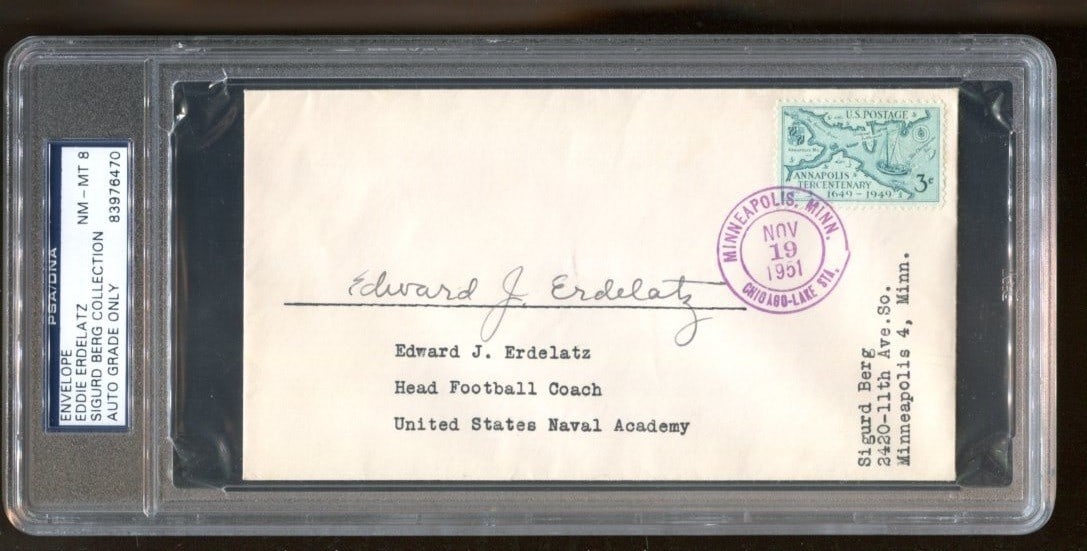 PSA/DNA
ENVELOPE NM - MT 8
EDDIE ERDELATZ
SIGURD BERG COLLECTION
AUTO GRADE ONLY 83976470
U.S. POSTAGE
ANNAPOLIS
TERCENTENARY
1649 - 1949
3¢
MINNEAPOLIS, MINN.
NOV
19
1951
CHICAGO-LAKE STA.
Edward J. Erdelatz
Edward J. Erdelatz
Head Football Coach
United States Naval Academy
Sigurd Berg
2420-11th Ave.So.
Minneapolis 4, Minn.